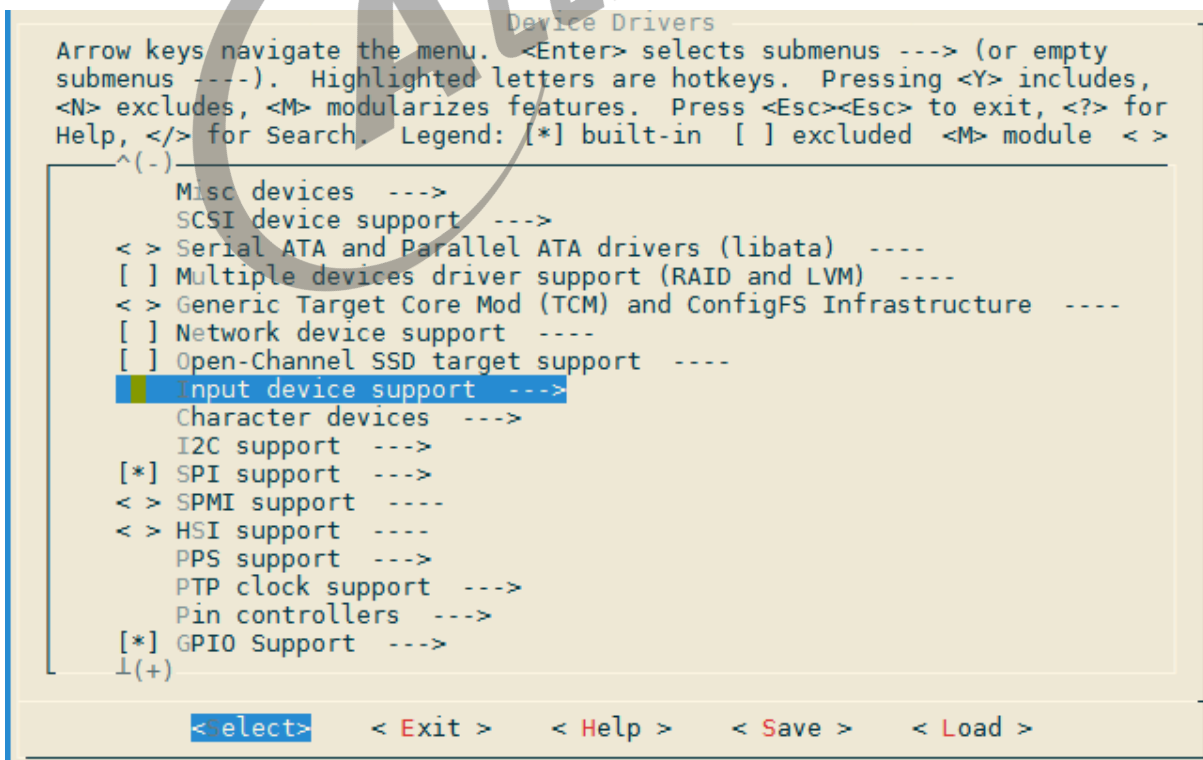 Device Drivers
Arrow keys navigate the menu. <Enter> selects submenus ---> (or empty
submenus ----). Highlighted letters are hotkeys. Pressing <Y> includes,
<N> excludes, <M> modularizes features. Press <Esc><Esc> to exit, <?> for
Help, </> for Search. Legend: [*] built-in [ ] excluded <M> module < >
^(-)
Misc devices --->
SCSI device support --->
< > Serial ATA and Parallel ATA drivers (libata) ----
[ ] Multiple devices driver support (RAID and LVM) ----
< > Generic Target Core Mod (TCM) and ConfigFS Infrastructure ----
[ ] Network device support ----
[ ] Open-Channel SSD target support ----
Input device support --->
Character devices --->
I2C support --->
[*] SPI support --->
< > SPMI support ----
< > HSI support ----
PPS support --->
PTP clock support --->
Pin controllers --->
[*] GPIO Support --->
┴(+)
<Select> < Exit > < Help > < Save > < Load >